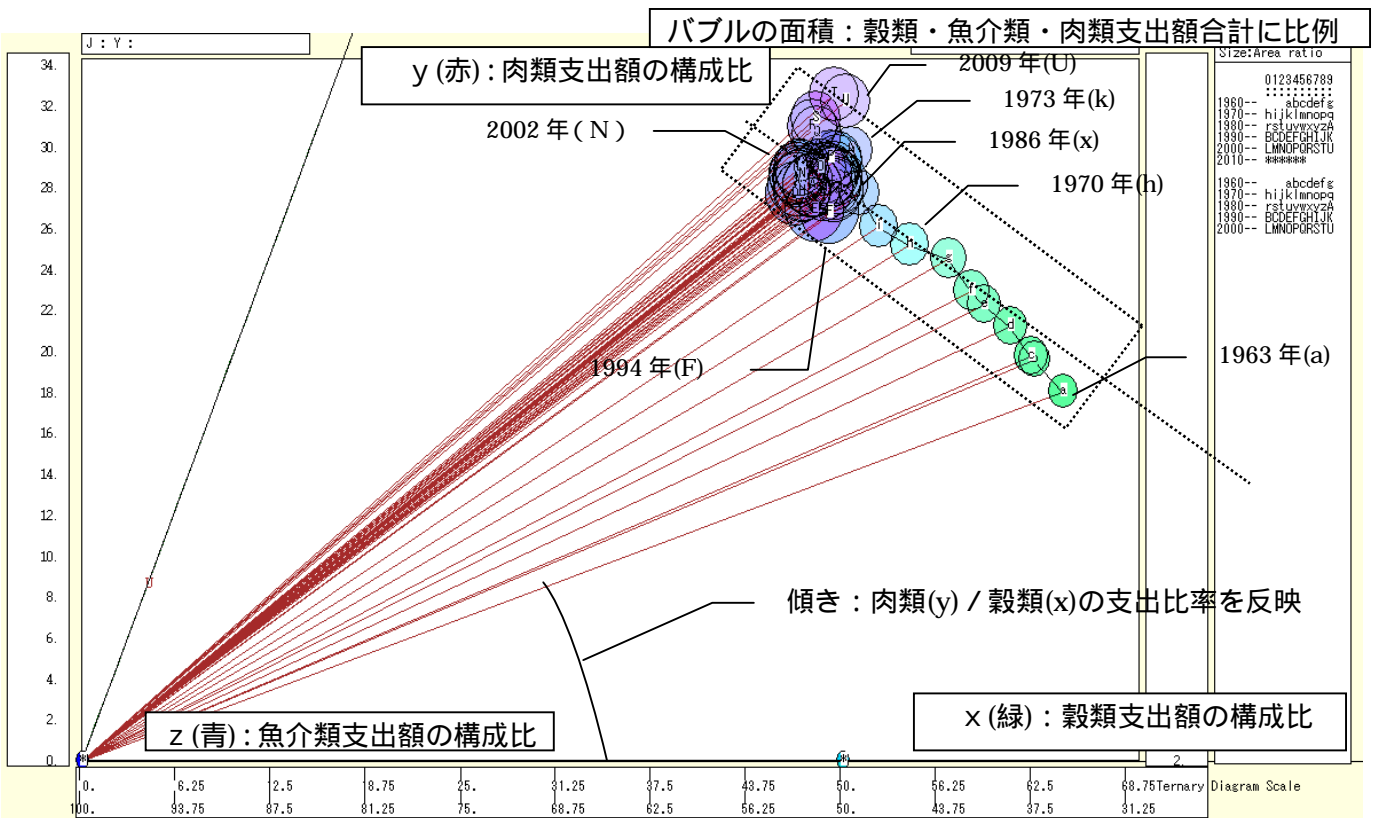 バブルの面積：穀類・魚介類・肉類支出額合計に比例
J : Y :
Size:Area ratio
y (赤) : 肉類支出額の構成比
2009 年(U)
1973 年(k)
2002 年 ( N )
1986 年(x)
1970 年(h)
1994 年(F)
1963 年(a)
傾き：肉類(y) / 穀類(x)の支出比率を反映
z (青) : 魚介類支出額の構成比
x (緑)：穀類支出額の構成比
0123456789
: : : : : : : : : :
1960-- abcdefg
1970-- hijklmnopq
1980-- rstuvwxyzA
1990-- BCDEFGHIJK
2000-- LMNOPQRSTU
2010-- ******
1960-- abcdefg
1970-- hijklmnopq
1980-- rstuvwxyzA
1990-- BCDEFGHIJK
2000-- LMNOPQRSTU
34.
32.
30.
28.
26.
24.
22.
20.
18.
16.
14.
12.
10.
8.
6.
4.
2.
0.
U
T U
S
N
F
h
g
f
e
d
c
a
*
*
2.
0. 6.25 12.5 18.75 25. 31.25 37.5 43.75 50. 56.25 62.5 68.75 Ternary Diagram Scale
100. 93.75 87.5 81.25 75. 68.75 62.5 56.25 50. 43.75 37.5 31.25